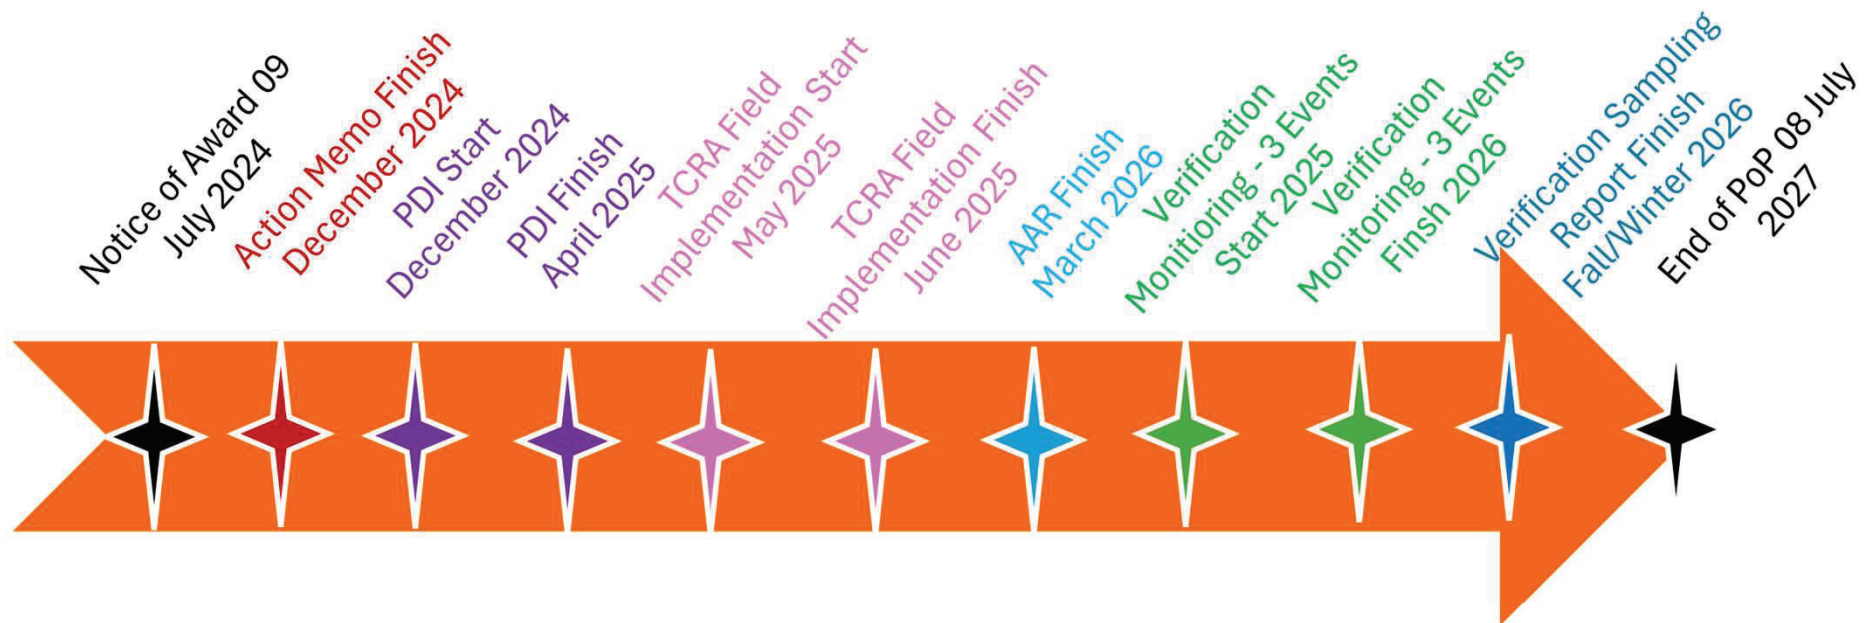 Notice of Award 09
July 2024
Action Memo Finish
December 2024
PDI Start
December 2024
PDI Finish
April 2025
TCRA Field
Implementation Start
May 2025
TCRA Field
Implementation Finish
June 2025
AAR Finish
March 2026
Verification
Monitioring - 3 Events
Start 2025
Verification
Monitoring - 3 Events
Finsh 2026
Verification Sampling
Report Finish
Fall/Winter 2026
End of PoP 08 July
2027